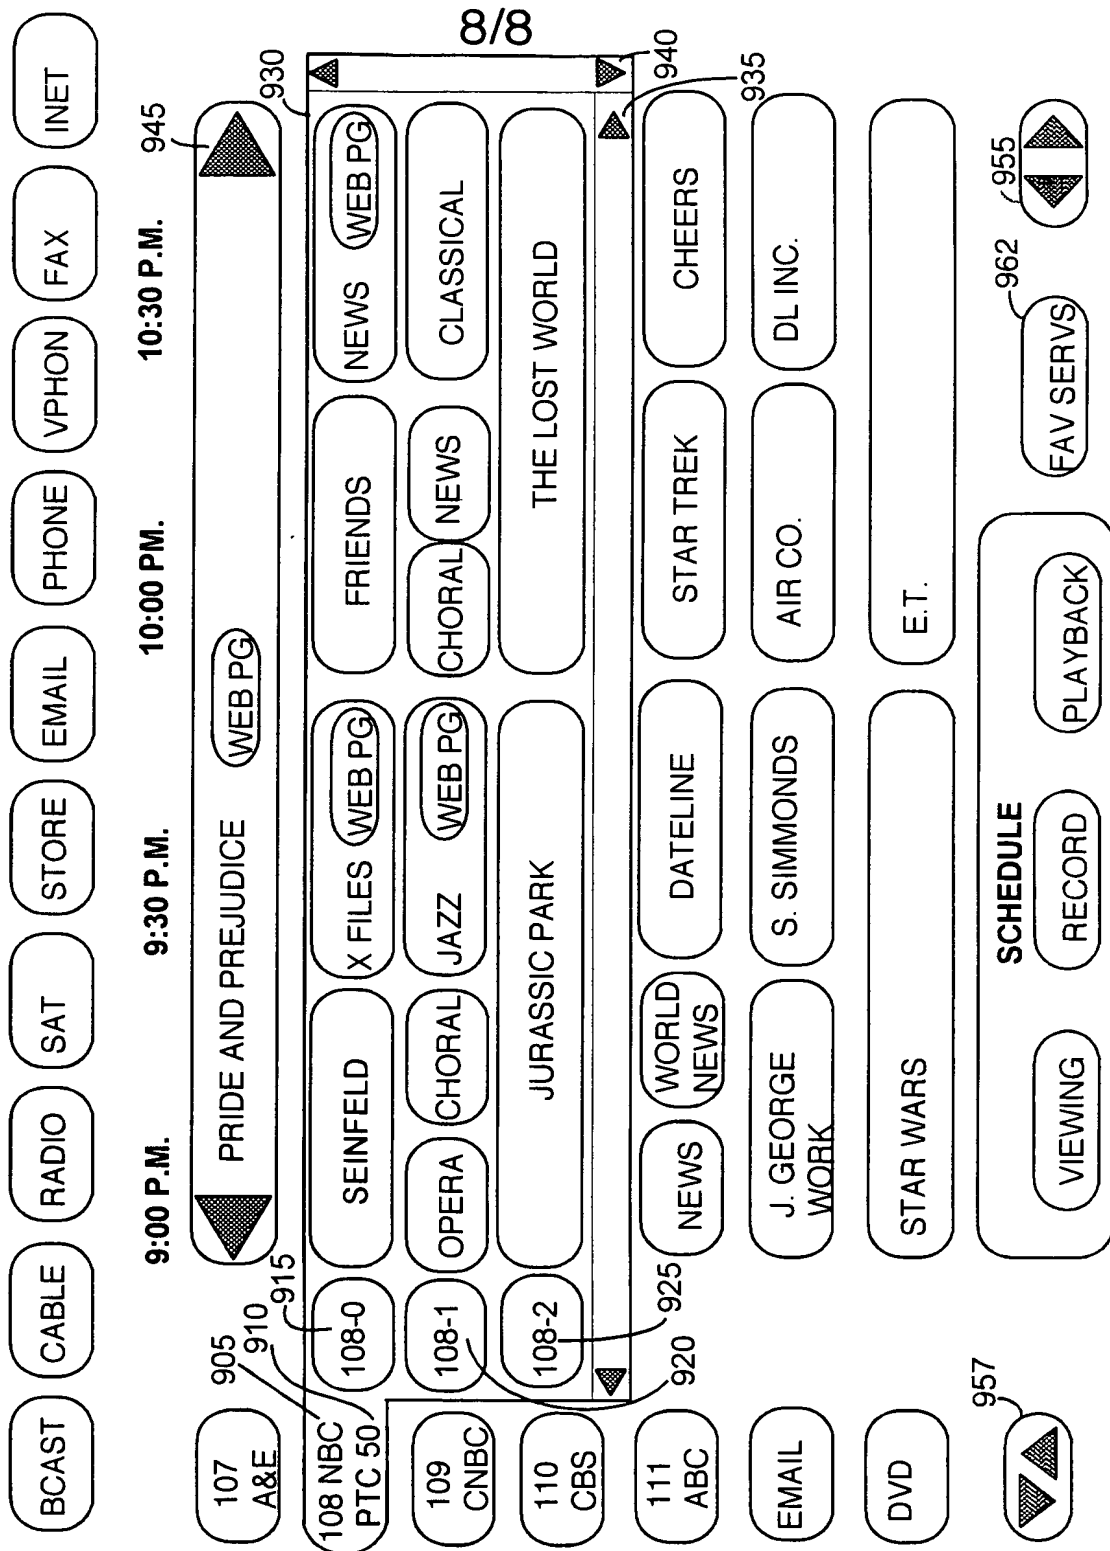 BCAST CABLE RADIO SAT STORE EMAIL PHONE VPHON FAX INET
9:00 P.M. 9:30 P.M. 10:00 PM. 10:30 P.M.
945
107
A&E
PRIDE AND PREJUDICE WEB PG
905
910
915
930
108 NBC
PTC 50
108-0 SEINFELD X FILES WEB PG FRIENDS NEWS WEB PG
109
CNBC
108-1 OPERA CHORAL JAZZ WEB PG CHORAL NEWS CLASSICAL
8/8
110
CBS
108-2 JURASSIC PARK THE LOST WORLD
920
925
940
935
111
ABC
NEWS WORLD
NEWS DATELINE STAR TREK CHEERS
EMAIL J. GEORGE
WORK S. SIMMONDS AIR CO. DL INC.
DVD STAR WARS E.T.
957
SCHEDULE
962
955
VIEWING RECORD PLAYBACK FAV SERVS